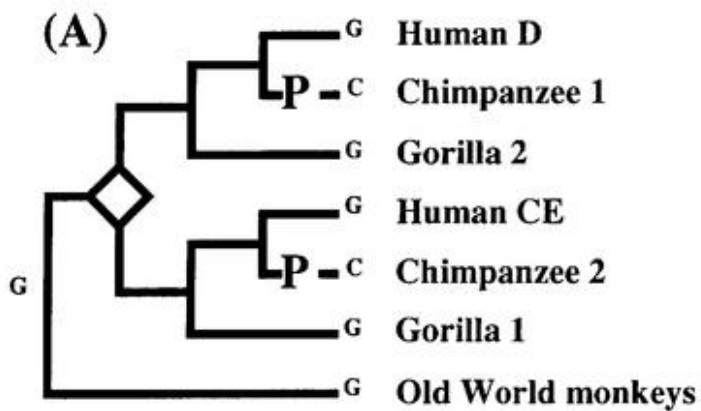 (A)
G Human D
P C Chimpanzee 1
G Gorilla 2
G Human CE
P C Chimpanzee 2
G
G Gorilla 1
G Old World monkeys